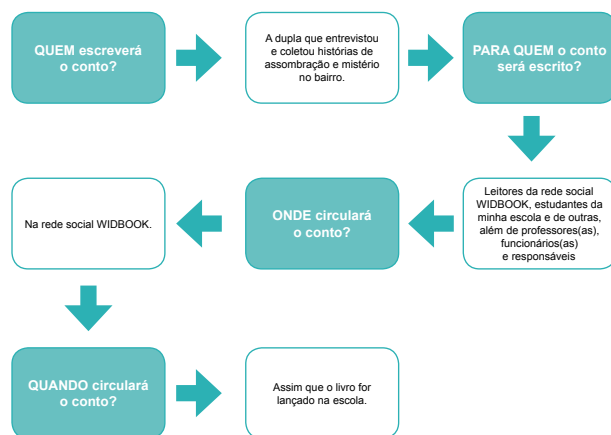 QUEM escreverá
o conto?
A dupla que entrevistou
e coletou histórias de
assombração e mistério
no bairro.
PARA QUEM o conto
será escrito?
Leitores da rede social
WIDBOOK, estudantes da
minha escola e de outras,
além de professores(as),
funcionários(as)
e responsáveis
ONDE circulará
o conto?
Na rede social WIDBOOK.
QUANDO circulará
o conto?
Assim que o livro for
lançado na escola.